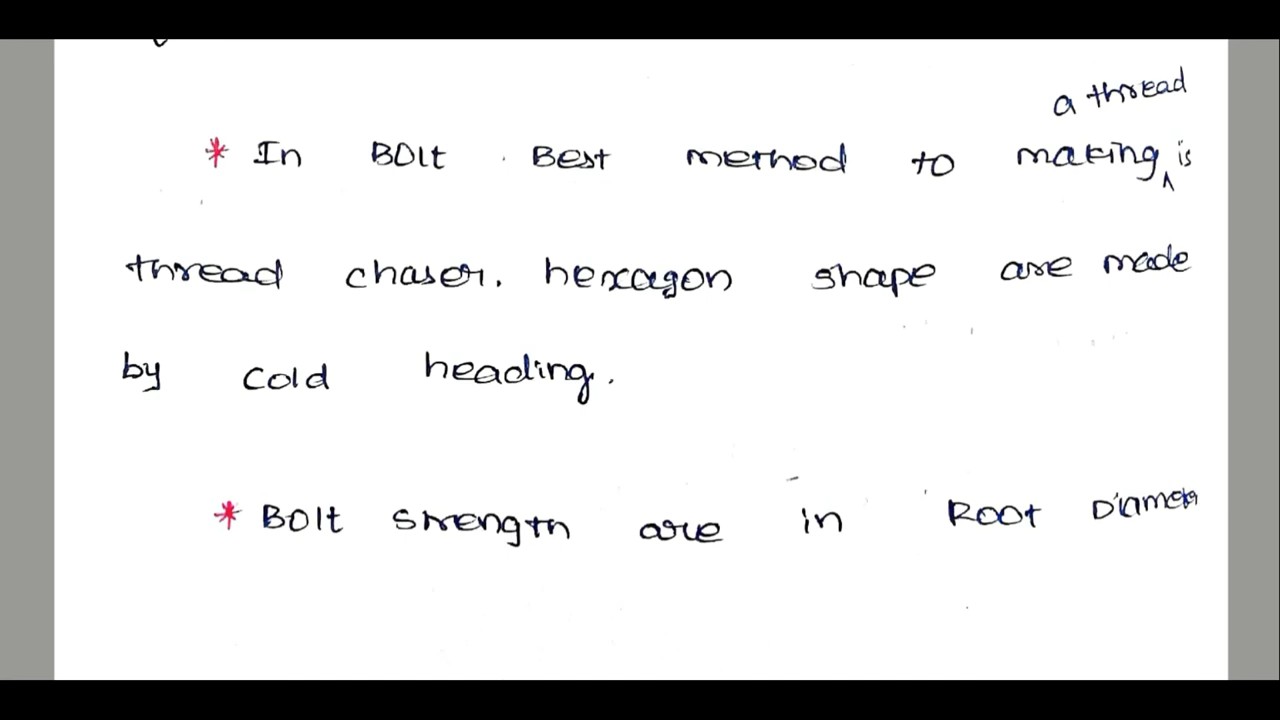 * In BOlt Best method to making a thread is
thread chaser. hexagon shape are made
by cold heading.
* BOlt strength are in Root Diameter